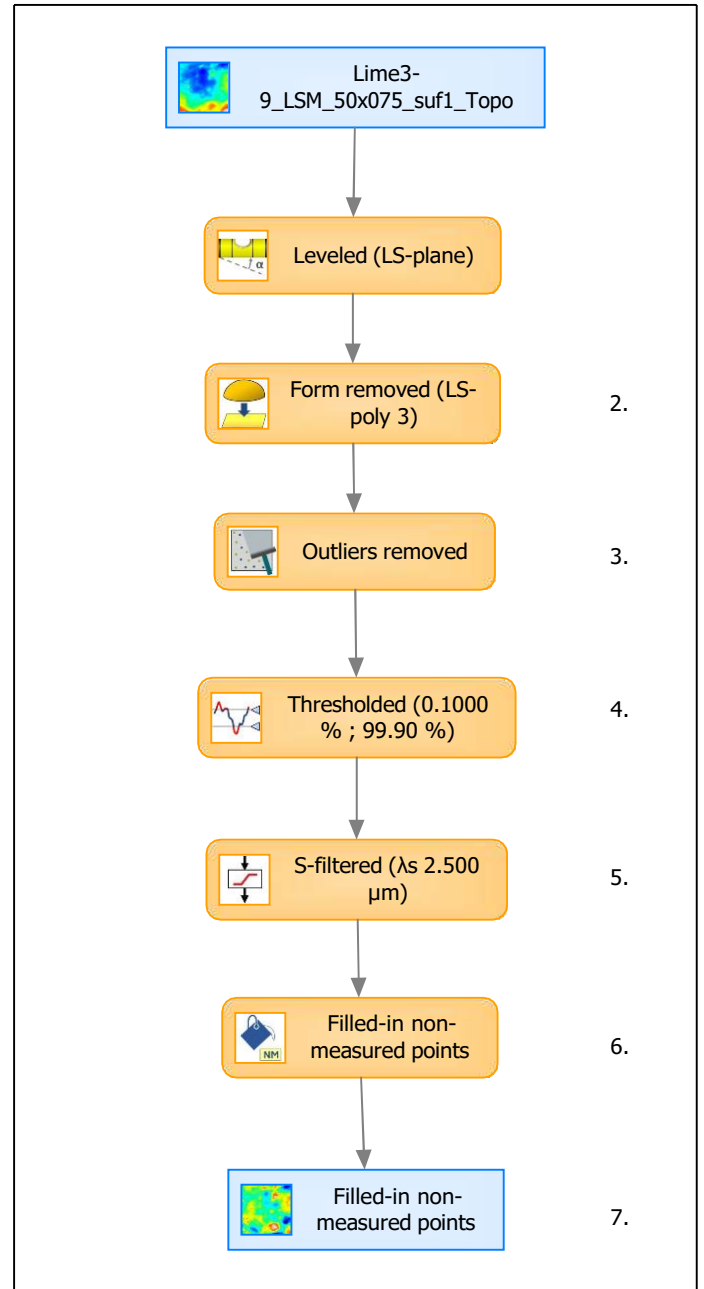 Lime3-
9_LSM_50x075_suf1_Topo
α
Leveled (LS-plane)
Form removed (LS-
poly 3)
2.
Outliers removed
3.
Thresholded (0.1000
% ; 99.90 %)
4.
S-filtered (λs 2.500
µm)
5.
NM
Filled-in non-
measured points
6.
Filled-in non-
measured points
7.